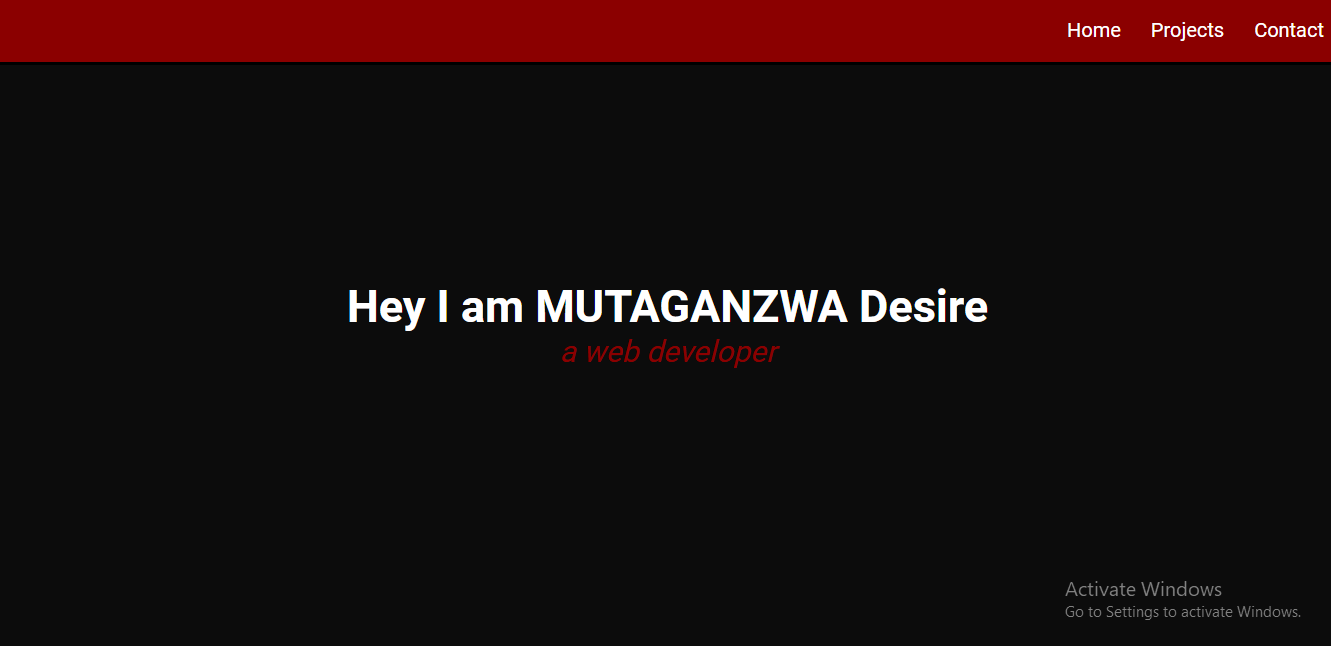 Home Projects Contact
Hey I am MUTAGANZWA Desire
a web developer
Activate Windows
Go to Settings to activate Windows.